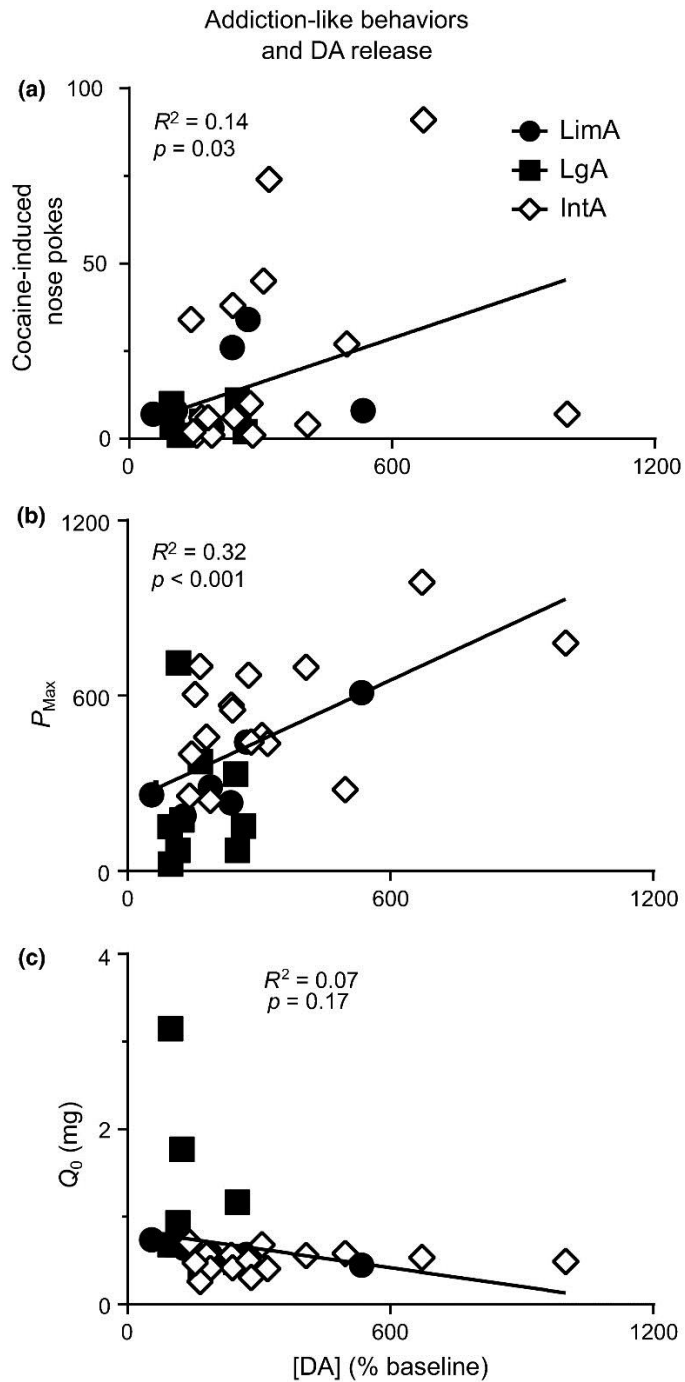 Addiction-like behaviors
and DA release
(a)
Cocaine-induced
nose pokes
100
50
0
R² = 0.14
p = 0.03
LimA
LgA
IntA
0 600 1200
(b)
P_Max
1200
600
0
R² = 0.32
p < 0.001
0 600 1200
(c)
Q₀ (mg)
4
2
0
R² = 0.07
p = 0.17
0 600 1200
[DA] (% baseline)